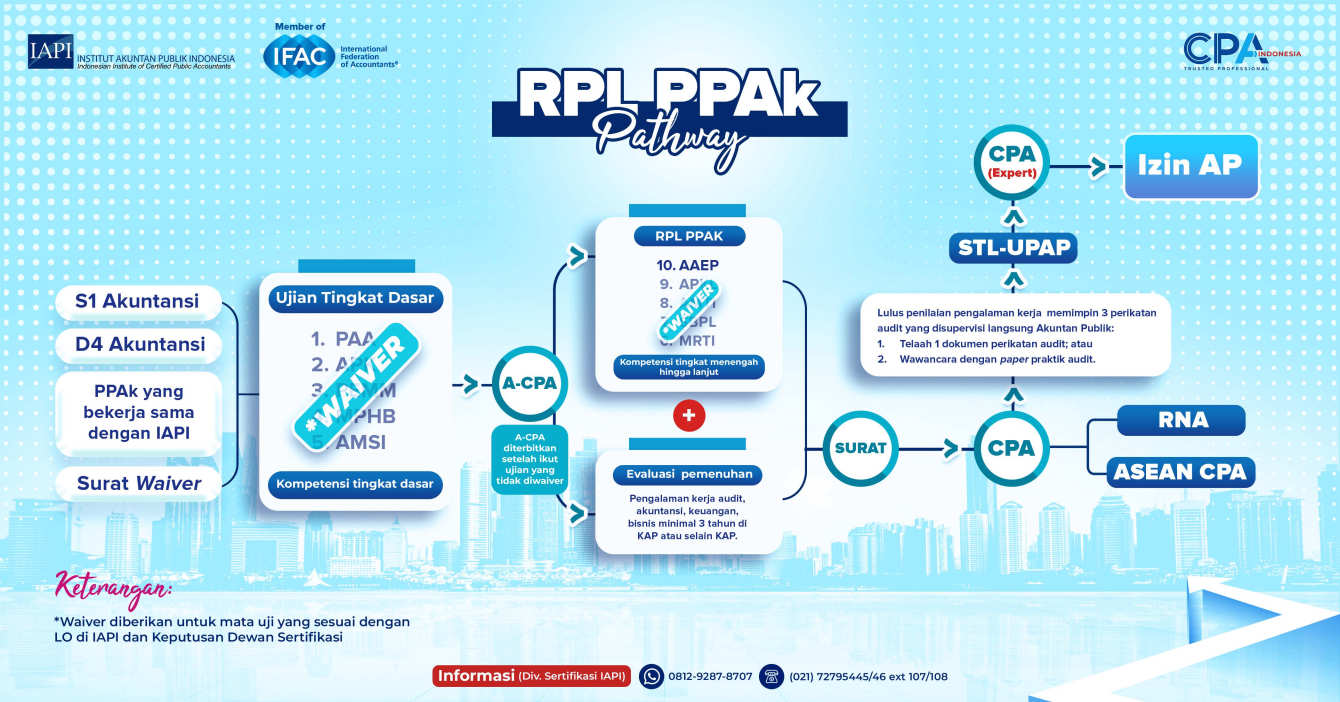 IAPI
INSTITUT AKUNTAN PUBLIK INDONESIA
Indonesian Institute of Certified Public Accountants
Member of
IFAC
International
Federation
of Accountants®
CPA
INDONESIA
TRUSTED PROFESSIONAL
RPL PPAk
Pathway
S1 Akuntansi
D4 Akuntansi
PPAk yang
bekerja sama
dengan IAPI
Surat Waiver
Ujian Tingkat Dasar
1. PAA
2.
3.
MPHB
5. AMSI
*WAIVER
Kompetensi tingkat dasar
A-CPA
A-CPA
diterbitkan
setelah ikut
ujian yang
tidak diwaiver
RPL PPAK
10. AAEP
9.
8.
MRTI
*WAIVER
Kompetensi tingkat menengah
hingga lanjut
+
Evaluasi pemenuhan
Pengalaman kerja audit,
akuntansi, keuangan,
bisnis minimal 3 tahun di
KAP atau selain KAP.
SURAT
CPA
RNA
ASEAN CPA
Lulus penilaian pengalaman kerja memimpin 3 perikatan
audit yang disupervisi langsung Akuntan Publik:
1. Telaah 1 dokumen perikatan audit; atau
2. Wawancara dengan paper praktik audit.
STL-UPAP
CPA
(Expert)
Izin AP
Keterangan:
*Waiver diberikan untuk mata uji yang sesuai dengan
LO di IAPI dan Keputusan Dewan Sertifikasi
Informasi (Div. Sertifikasi IAPI) 0812-9287-8707 (021) 72795445/46 ext 107/108